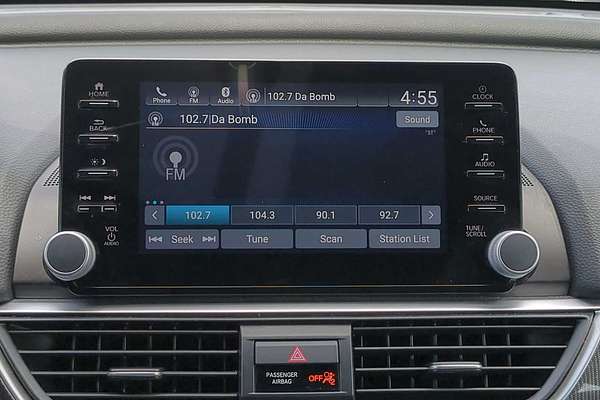 HOME
BACK
VOL
AUDIO
Phone FM Audio 102.7 Da Bomb 4:55
102.7|Da Bomb Sound
FM
102.7 104.3 90.1 92.7
Seek Tune Scan Station List
CLOCK
PHONE
AUDIO
SOURCE
TUNE/
SCROLL
PASSENGER
AIRBAG
OFF